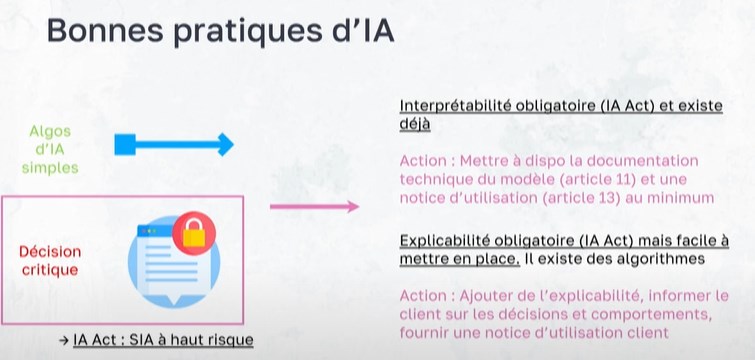 Bonnes pratiques d’IA
Algos
d’IA
simples
Décision
critique
→ IA Act : SIA à haut risque
Interprétabilité obligatoire (IA Act) et existe
déjà
Action : Mettre à dispo la documentation
technique du modèle (article 11) et une
notice d’utilisation (article 13) au minimum
Explicabilité obligatoire (IA Act) mais facile à
mettre en place. Il existe des algorithmes
Action : Ajouter de l’explicabilité, informer le
client sur les décisions et comportements,
fournir une notice d’utilisation client